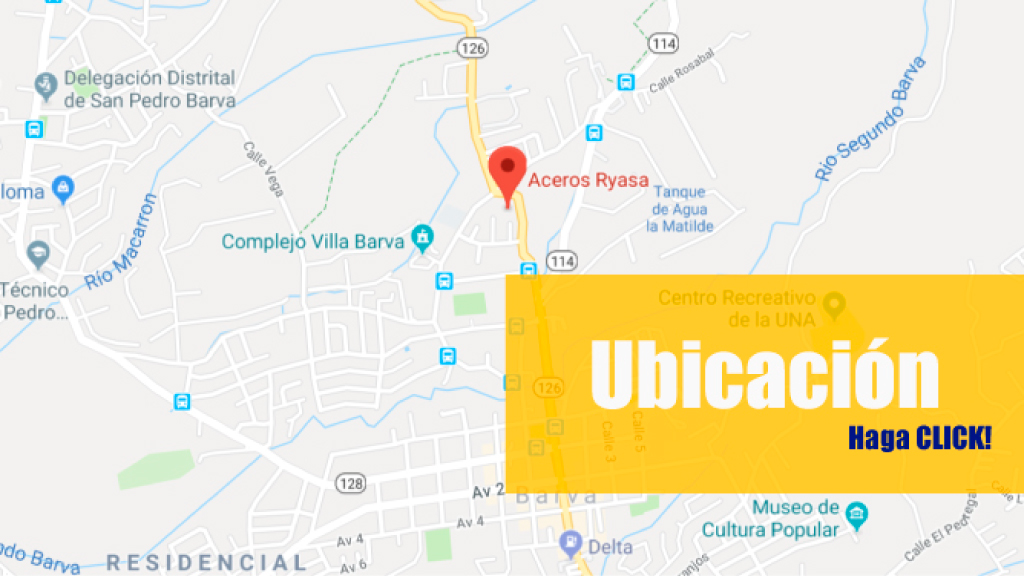 126
114
Calle Rosabal
Delegación Distrital
de San Pedro Barva
Río Segundo Barva
Calle Vega
loma
Aceros Ryasa
Tanque
de Agua
la Matilde
Río Macarron
Complejo Villa Barva
114
Técnico
Pedro...
Centro Recreativo
de la UNA
Ubicación
126
Haga CLICK!
Calle 3
Calle 5
128
Av 2
Barva
Museo de
Cultura Popular
Calle El Pedregal
Av 4
Av 4
Delta
ndo Barva
RESIDENCIAL
Av 6